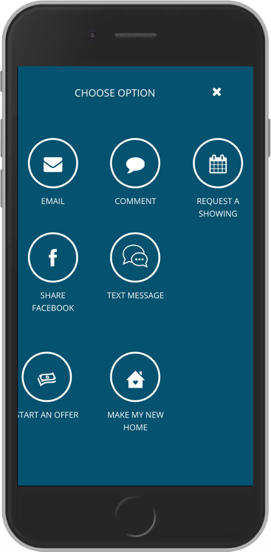 CHOOSE OPTION
EMAIL
COMMENT
REQUEST A
SHOWING
SHARE
FACEBOOK
TEXT MESSAGE
START AN OFFER
MAKE MY NEW
HOME